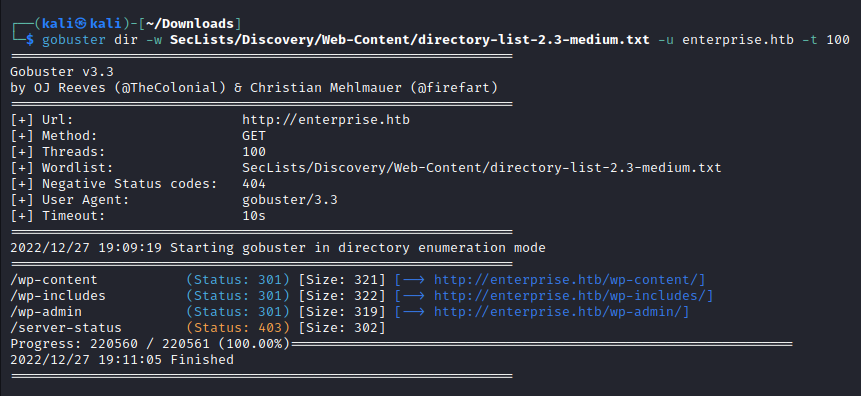 ┌──(kali㉿kali)-[~/Downloads]
└─$ gobuster dir -w SecLists/Discovery/Web-Content/directory-list-2.3-medium.txt -u enterprise.htb -t 100
===============================================================
Gobuster v3.3
by OJ Reeves (@TheColonial) & Christian Mehlmauer (@firefart)
===============================================================
[+] Url:                     http://enterprise.htb
[+] Method:                  GET
[+] Threads:                 100
[+] Wordlist:                SecLists/Discovery/Web-Content/directory-list-2.3-medium.txt
[+] Negative Status codes:   404
[+] User Agent:              gobuster/3.3
[+] Timeout:                 10s
===============================================================
2022/12/27 19:09:19 Starting gobuster in directory enumeration mode
===============================================================
/wp-content           (Status: 301) [Size: 321] [--> http://enterprise.htb/wp-content/]
/wp-includes          (Status: 301) [Size: 322] [--> http://enterprise.htb/wp-includes/]
/wp-admin             (Status: 301) [Size: 319] [--> http://enterprise.htb/wp-admin/]
/server-status        (Status: 403) [Size: 302]
Progress: 220560 / 220561 (100.00%)===============================================================
2022/12/27 19:11:05 Finished
===============================================================